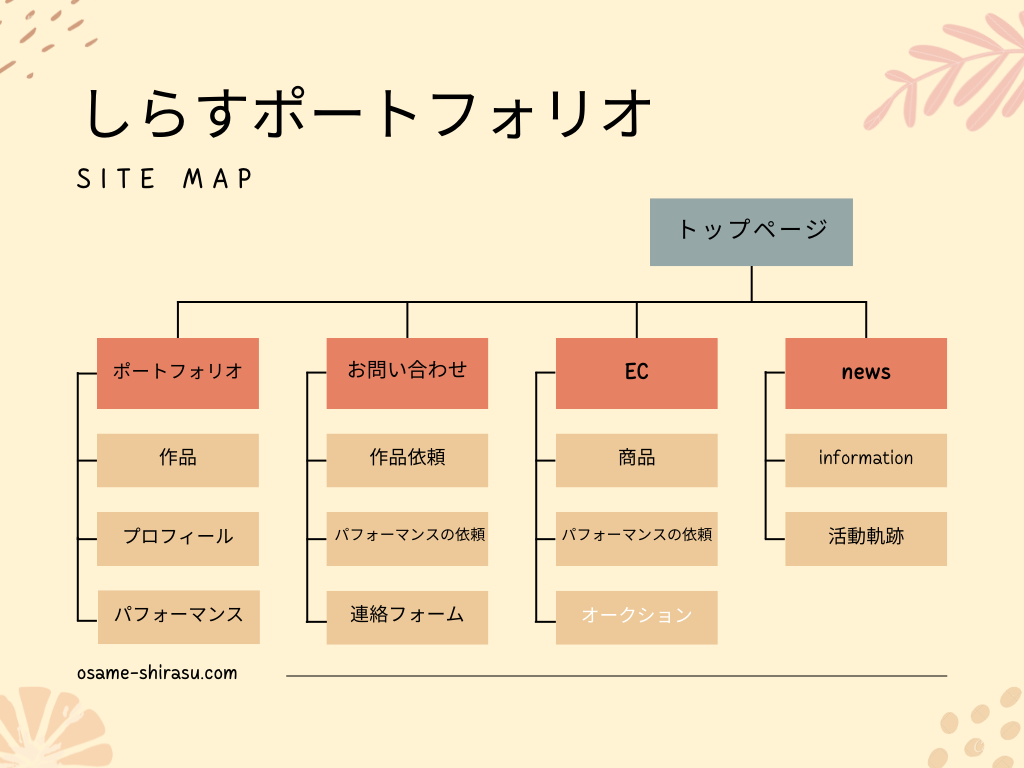 しらすポートフォリオ
SITE MAP
トップページ
ポートフォリオ
お問い合わせ
EC
news
作品
作品依頼
商品
information
プロフィール
パフォーマンスの依頼
パフォーマンスの依頼
活動軌跡
パフォーマンス
連絡フォーム
オークション
osame-shirasu.com